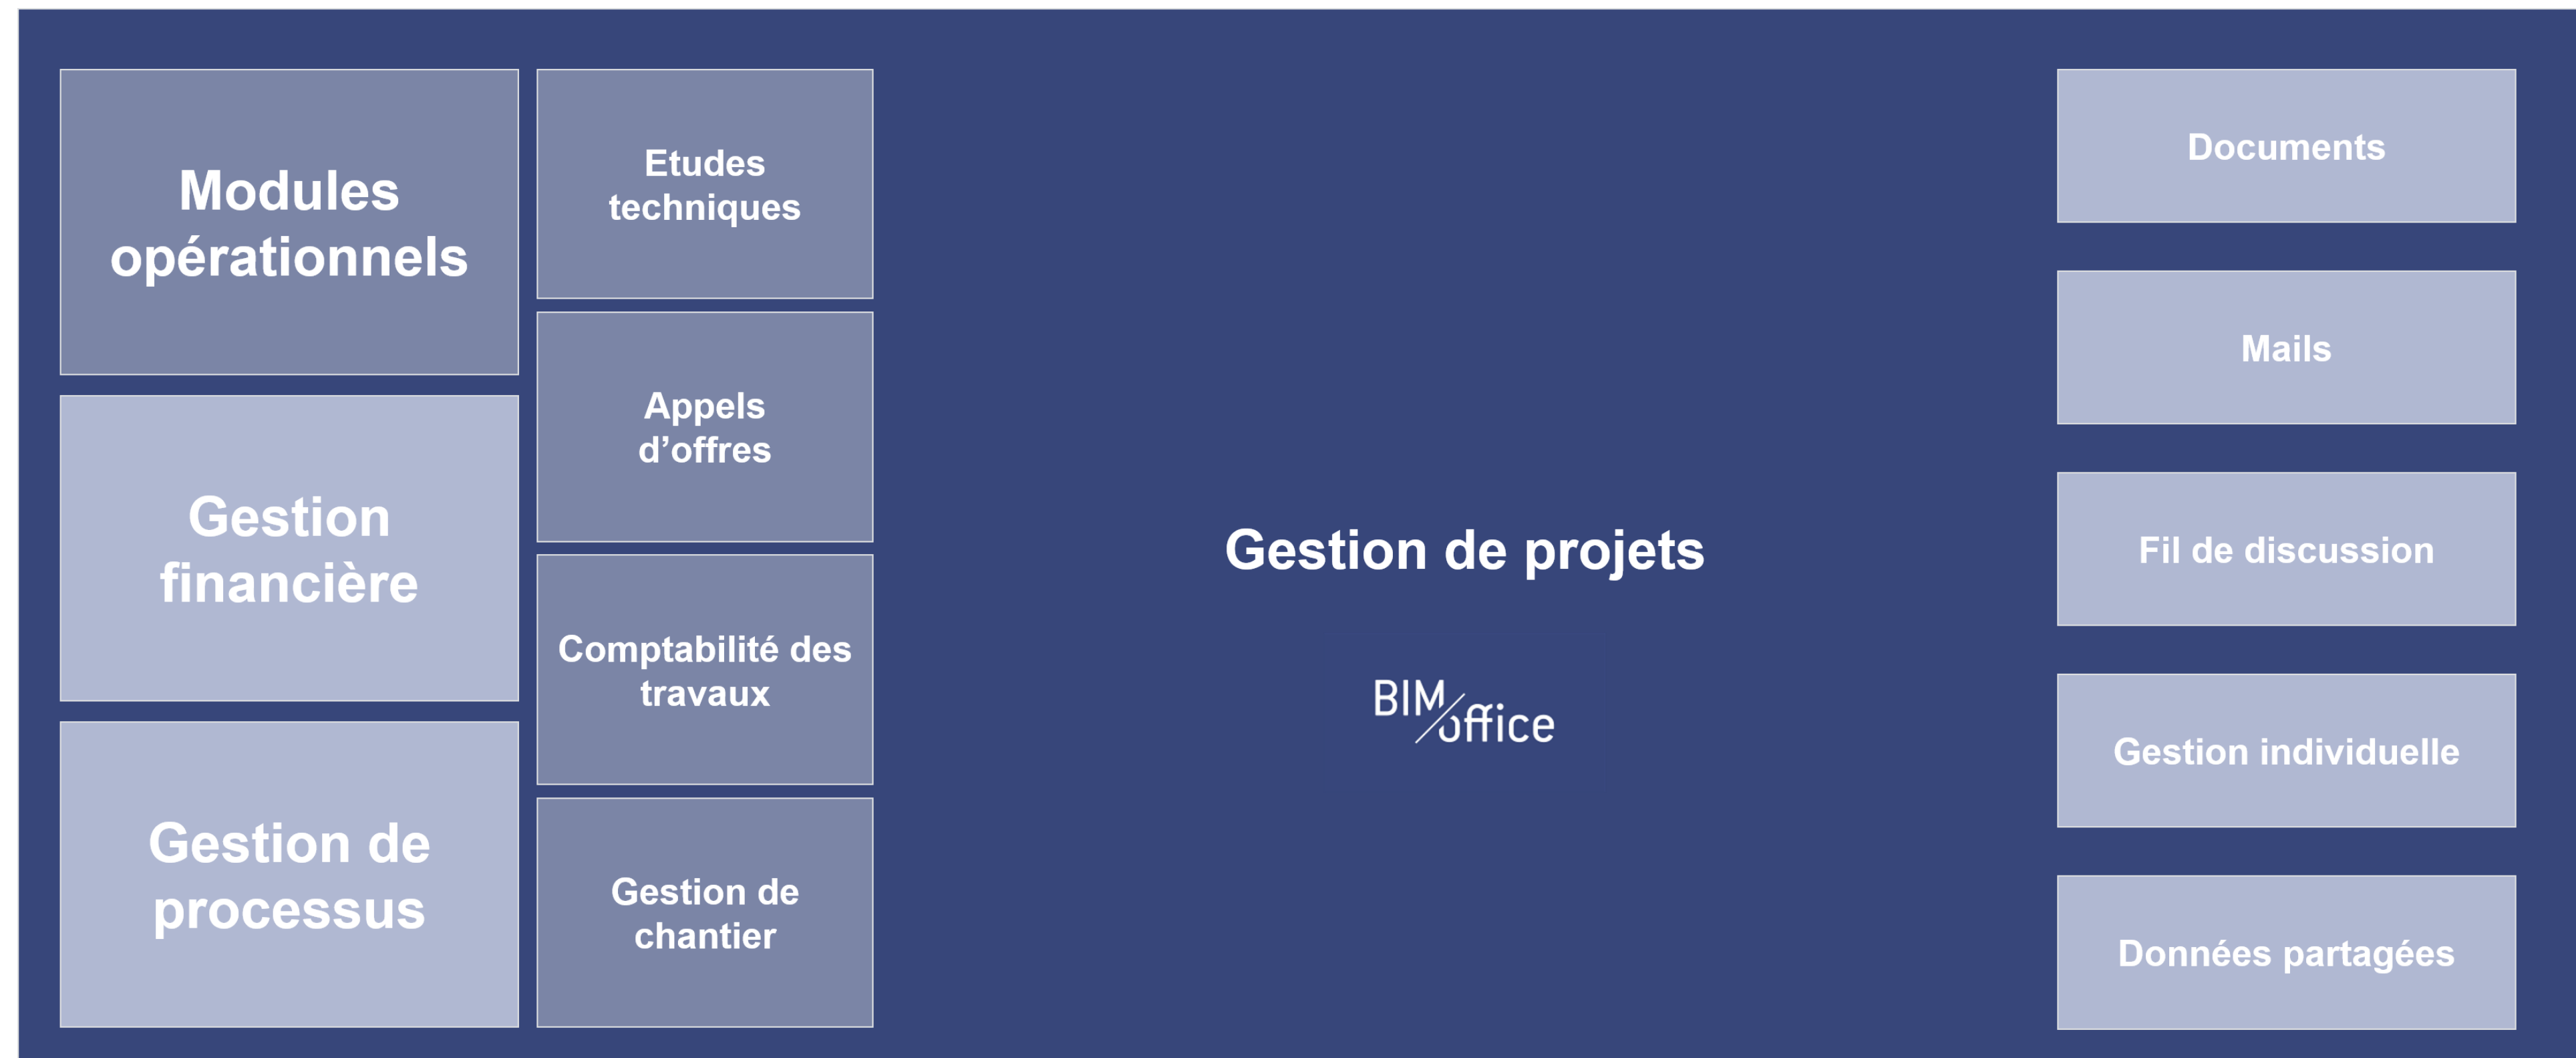 Modules
opérationnels
Gestion
financière
Gestion de
processus
Etudes
techniques
Appels
d’offres
Comptabilité des
travaux
Gestion de
chantier
Gestion de projets
BIM
office
Documents
Mails
Fil de discussion
Gestion individuelle
Données partagées